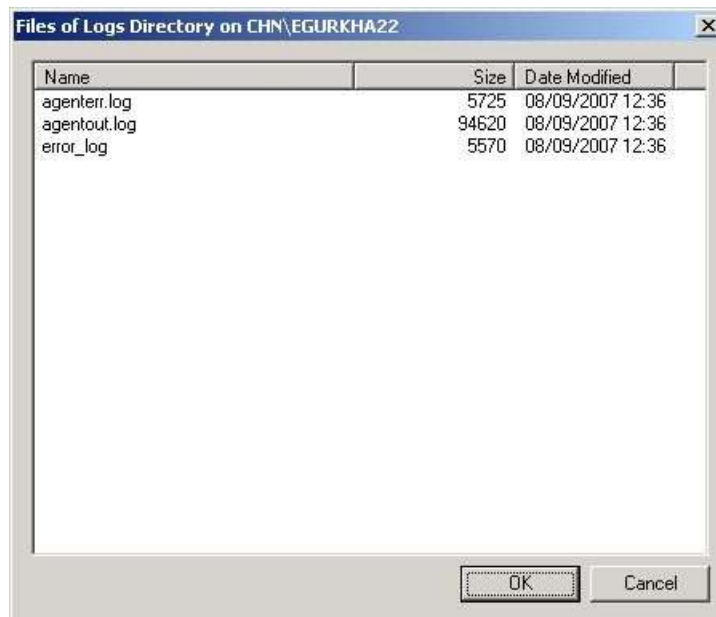 Files of Logs Directory on CHN\EGURKHA22
Name Size Date Modified
agenterr.log 5725 08/09/2007 12:36
agentout.log 94620 08/09/2007 12:36
error_log 5570 08/09/2007 12:36
OK Cancel